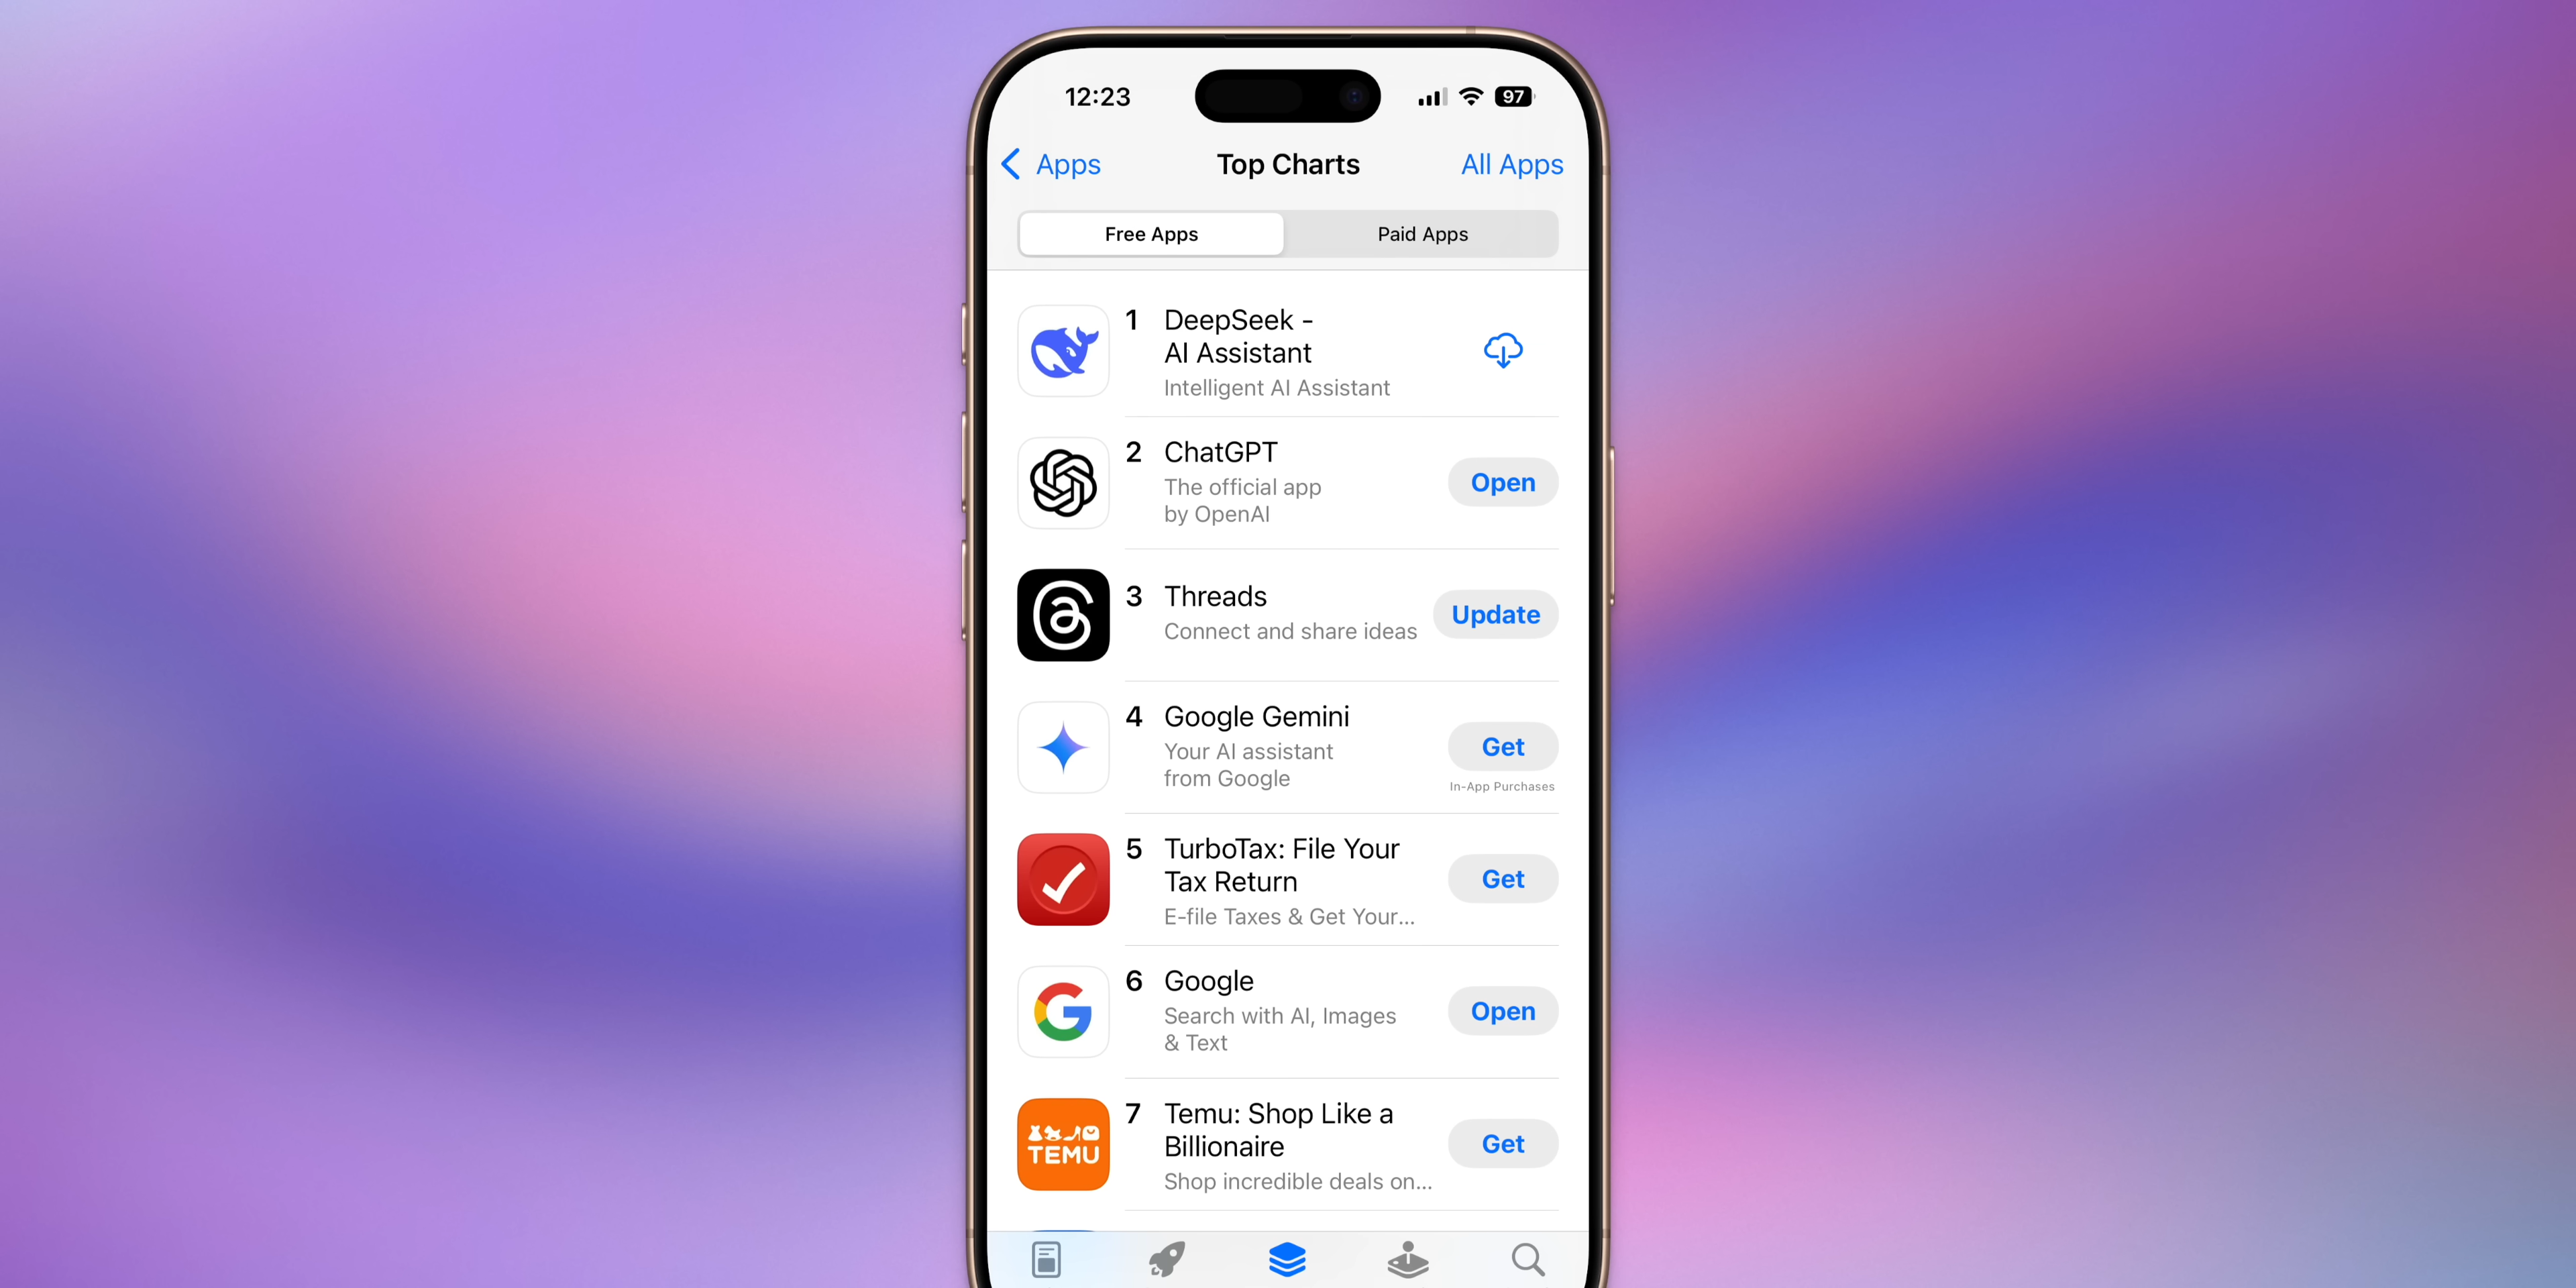 12:23
97
Apps
Top Charts
All Apps
Free Apps
Paid Apps
1
DeepSeek -
AI Assistant
Intelligent AI Assistant
2
ChatGPT
The official app
by OpenAI
Open
3
Threads
Connect and share ideas
Update
4
Google Gemini
Your AI assistant
from Google
Get
In-App Purchases
5
TurboTax: File Your
Tax Return
E-file Taxes & Get Your...
Get
6
Google
Search with AI, Images
& Text
Open
TEMU
7
Temu: Shop Like a
Billionaire
Shop incredible deals on...
Get